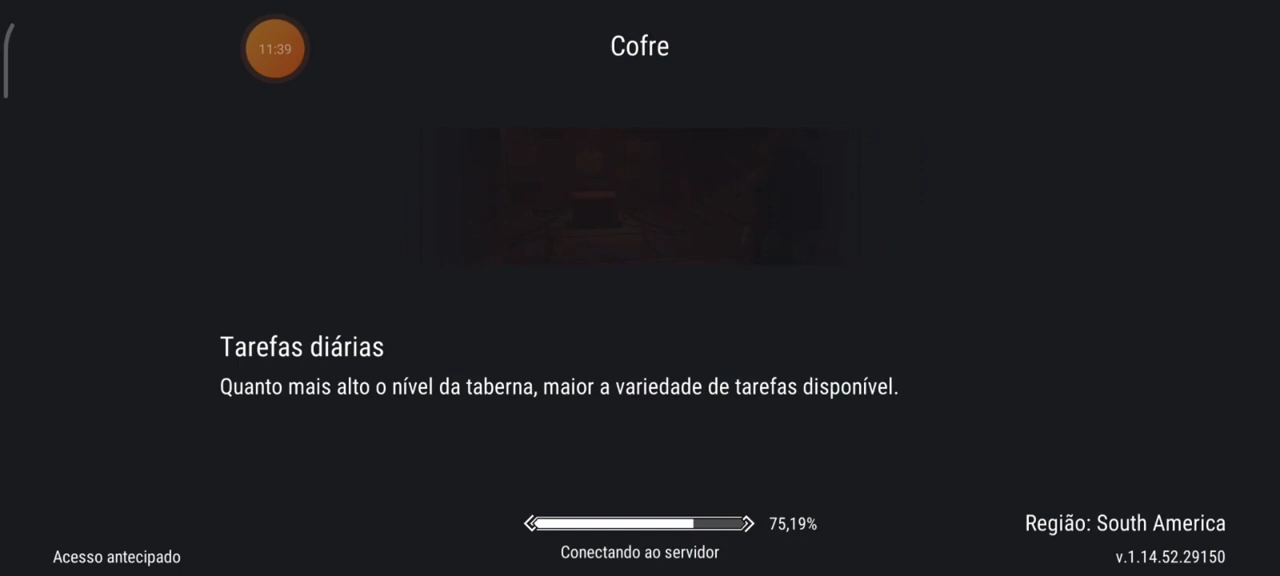 11:39
Cofre
Tarefas diárias
Quanto mais alto o nível da taberna, maior a variedade de tarefas disponível.
75,19%
Conectando ao servidor
Região: South America
v.1.14.52.29150
Acesso antecipado